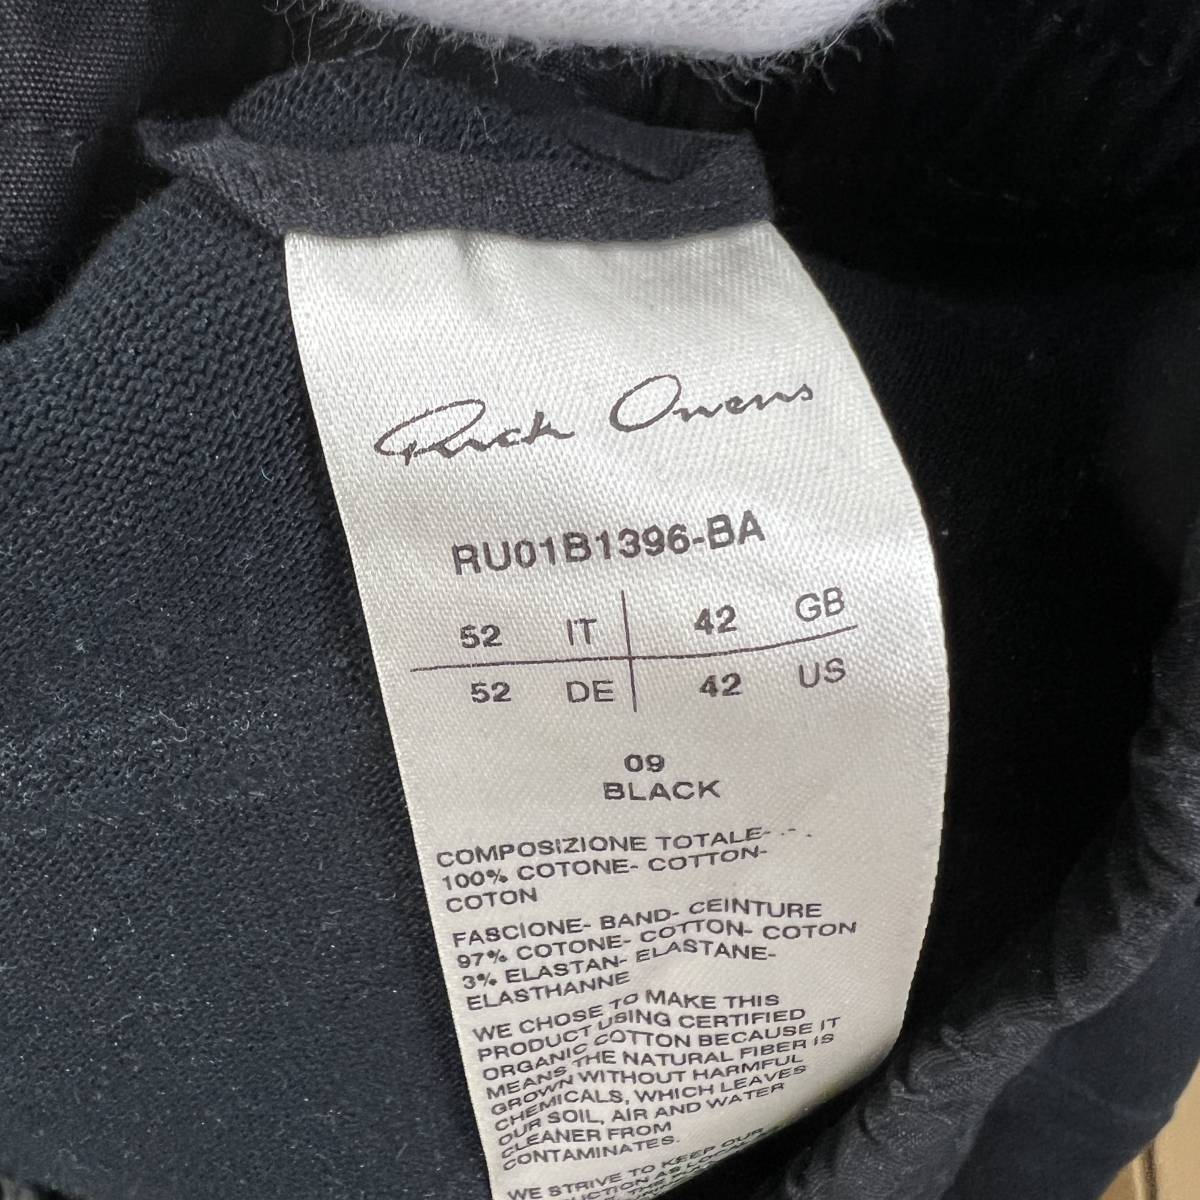 Rick Owens
RU01B1396-BA
52 IT 42 GB
52 DE 42 US
09
BLACK
COMPOSIZIONE TOTALE-
100% COTONE- COTTON-
COTON
FASCIONE- BAND- CEINTURE
97% COTONE- COTTON- COTON
3% ELASTAN- ELASTANE-
ELASTHANNE
WE CHOSE TO MAKE THIS
PRODUCT USING CERTIFIED
ORGANIC COTTON BECAUSE IT
MEANS THE NATURAL FIBER IS
GROWN WITHOUT HARMFUL
CHEMICALS, WHICH LEAVES
OUR SOIL, AIR AND WATER
CLEANER FROM
CONTAMINATES.
WE STRIVE TO KEEP OUR
AS LOCAL